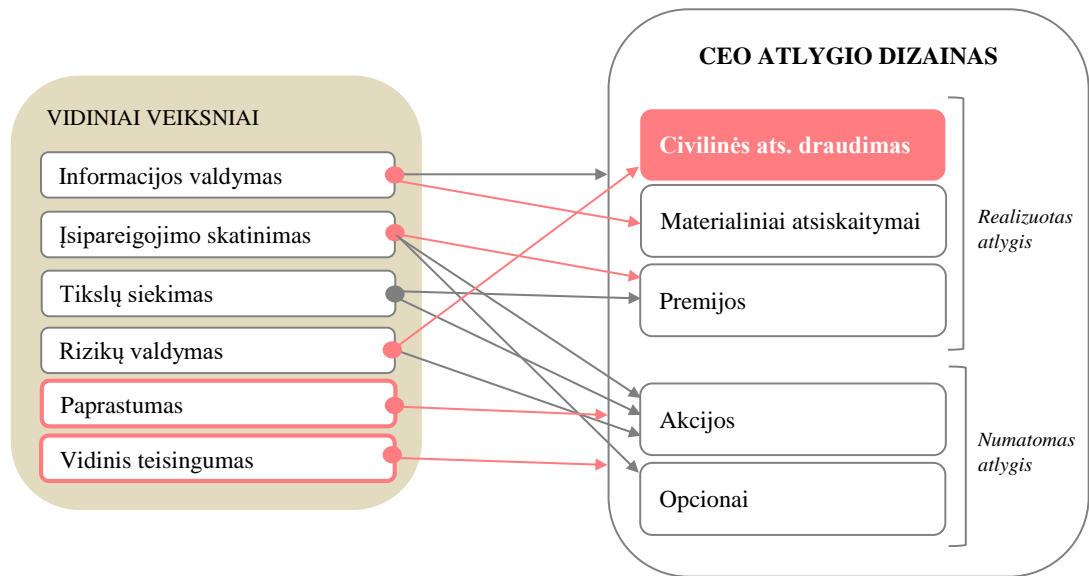 VIDINIAI VEIKSNIAI
Informacijos valdymas
Įsipareigojimo skatinimas
Tikslų siekimas
Rizikų valdymas
Paprastumas
Vidinis teisingumas
CEO ATLYGIO DIZAINAS
Civilinės ats. draudimas
Materialiniai atsiskaitymai
Premijos
Realizuotas
atlygis
Akcijos
Opcionai
Numatomas
atlygis